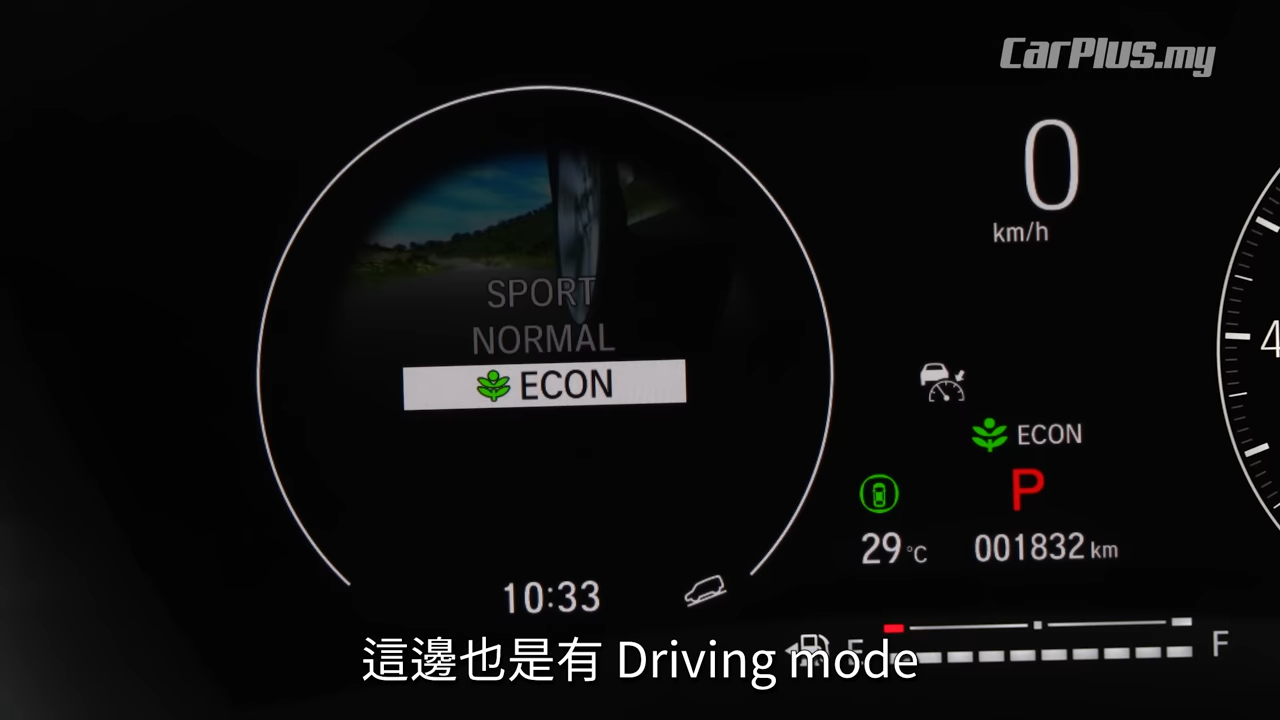 CarPlus.my
0
km/h
4
SPORT
NORMAL
ECON
ECON
P
29°C
001832 km
10:33
E
F
這邊也是有 Driving mode